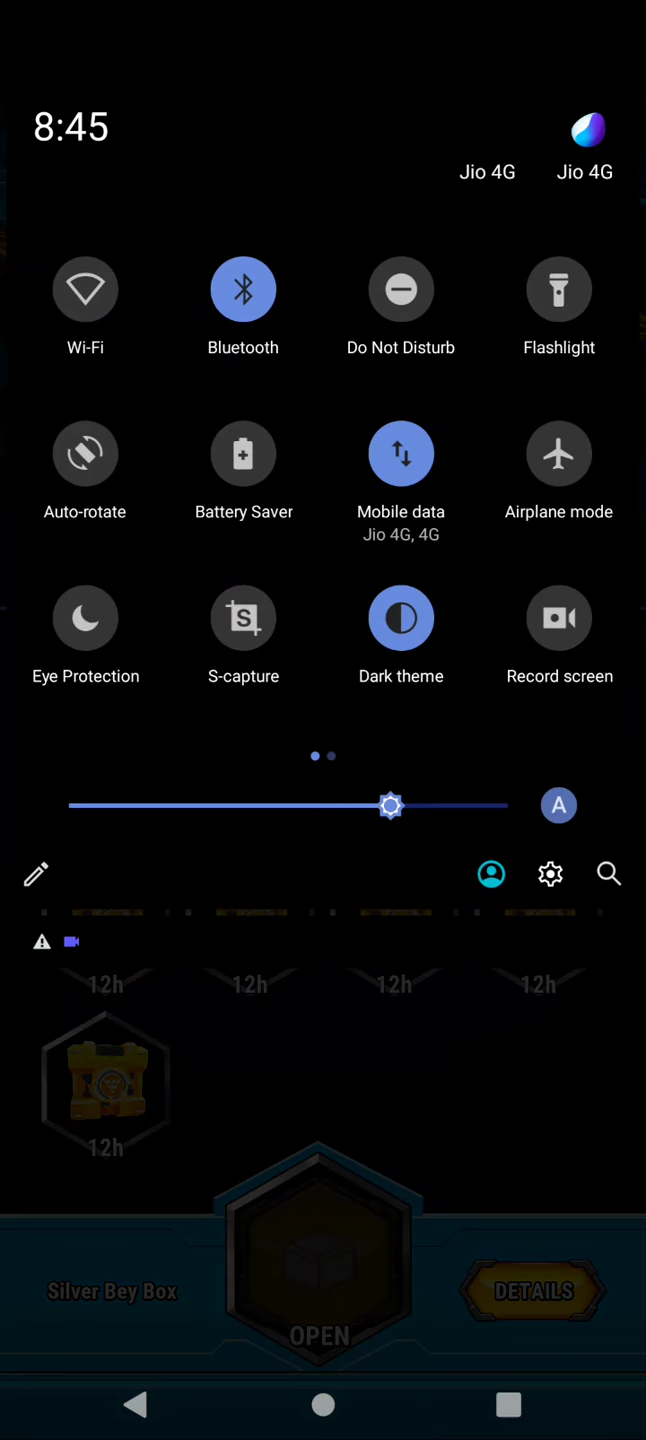 8:45
Jio 4G Jio 4G
Wi-Fi Bluetooth Do Not Disturb Flashlight
Auto-rotate Battery Saver Mobile data Airplane mode
Jio 4G, 4G
Eye Protection S-capture Dark theme Record screen
A
12h 12h 12h 12h
12h
Silver Bey Box DETAILS
OPEN